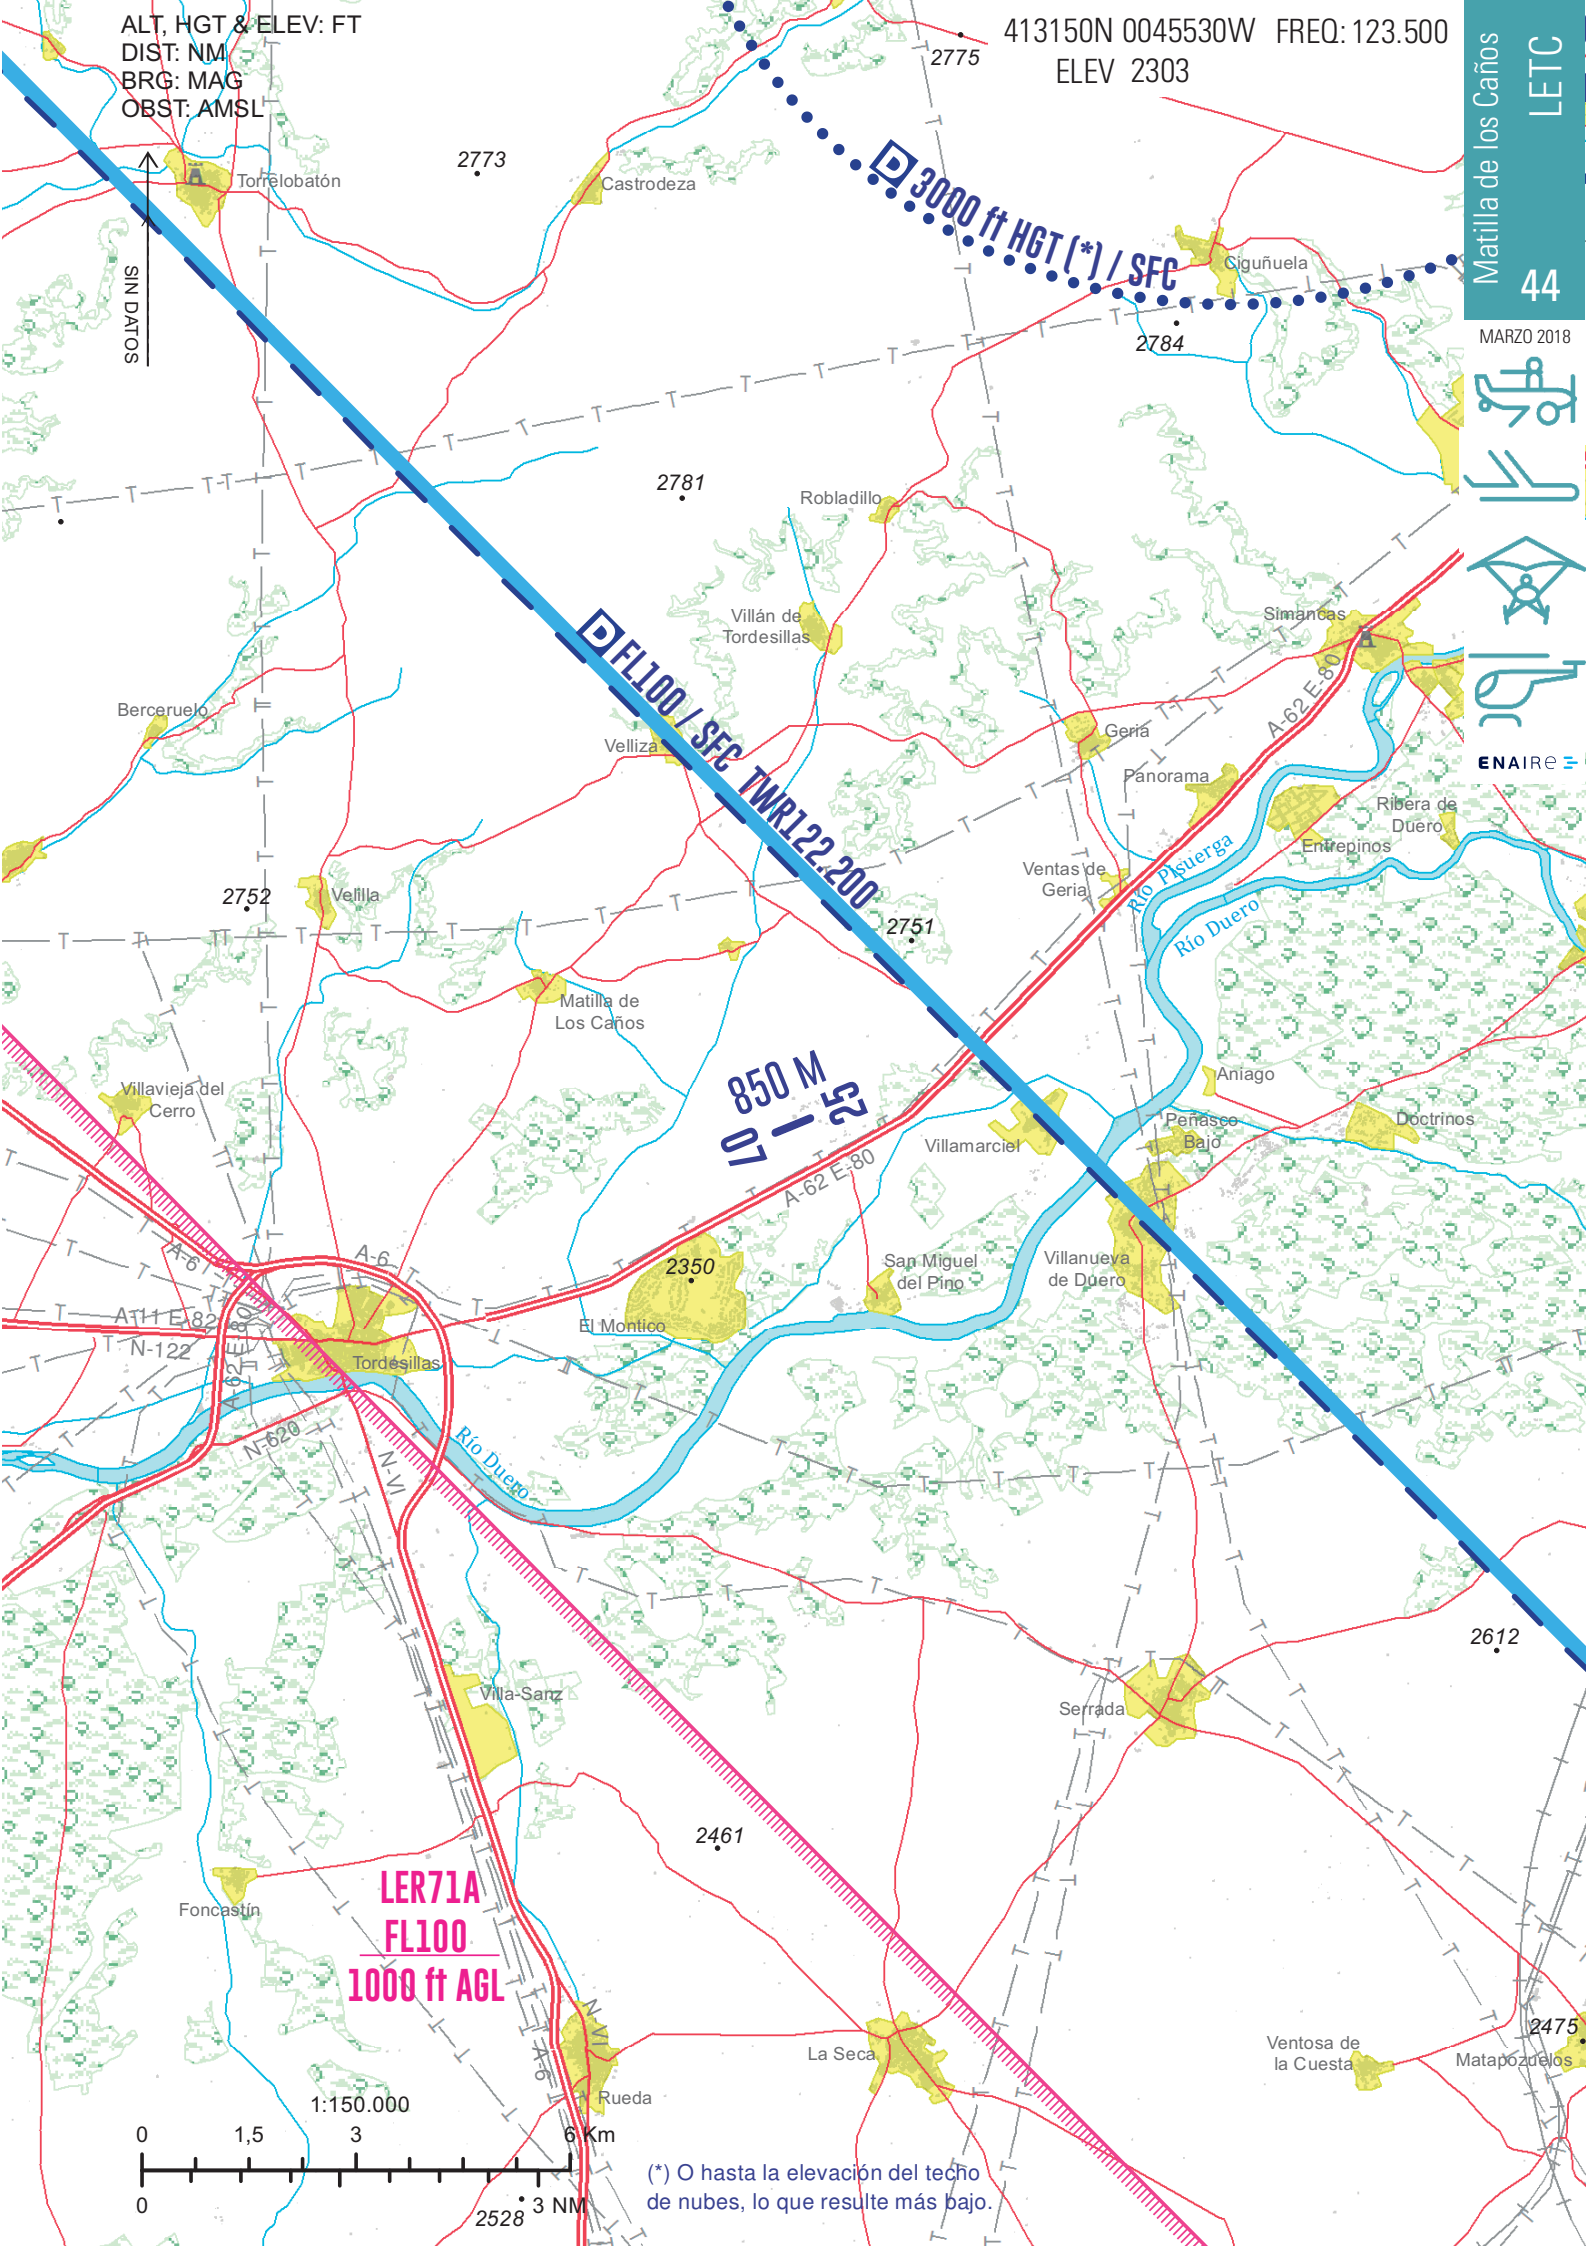 ALT, HGT & ELEV: FT
DIST: NM
BRG: MAG
OBST: AMSL
413150N 0045530W FREQ: 123.500
ELEV 2303
Matilla de los Caños
LETC
44
MARZO 2018
ENAIRe
SIN DATOS
2775
2773
Torrelobatón
Castrodeza
D 3000 ft HGT (*) / SFC
Ciguñuela
2784
2781
Robladillo
Villán de
Tordesillas
Simancas
D FL100 / SFC TWR122.200
Berceruelo
Velliza
Geria
A-62 E-80
Panorama
Ribera de
Duero
Entrepinos
Río Pisuerga
Ventas de
Geria
Río Duero
2752
Velilla
2751
Matilla de
Los Caños
850 M
07
25
Villavieja del
Cerro
Aniago
Peñasco
Bajo
Doctrinos
Villamarciel
A-62 E-80
A-6
A-6
2350
San Miguel
del Pino
Villanueva
de Duero
A-11 E-82
N-122
A-62 E-80
El Montico
Tordesillas
N-620
N-VI
Río Duero
2612
Villa-Sanz
Serrada
2461
Foncastín
LER71A
FL100
1000 ft AGL
N-VI
A-6
Rueda
La Seca
Ventosa de
la Cuesta
2475
Matapozuelos
1:150.000
0 1,5 3 6 Km
0 3 NM
2528
(*) O hasta la elevación del techo
de nubes, lo que resulte más bajo.